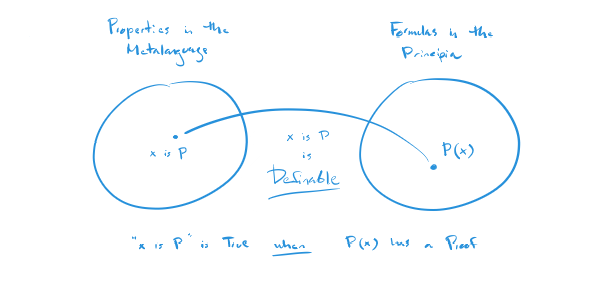 Properties in the
Metalanguage
Formulas in the
Principia
x is P
x is P
is
Definable
P(x)
"x is P" is True when P(x) has a Proof